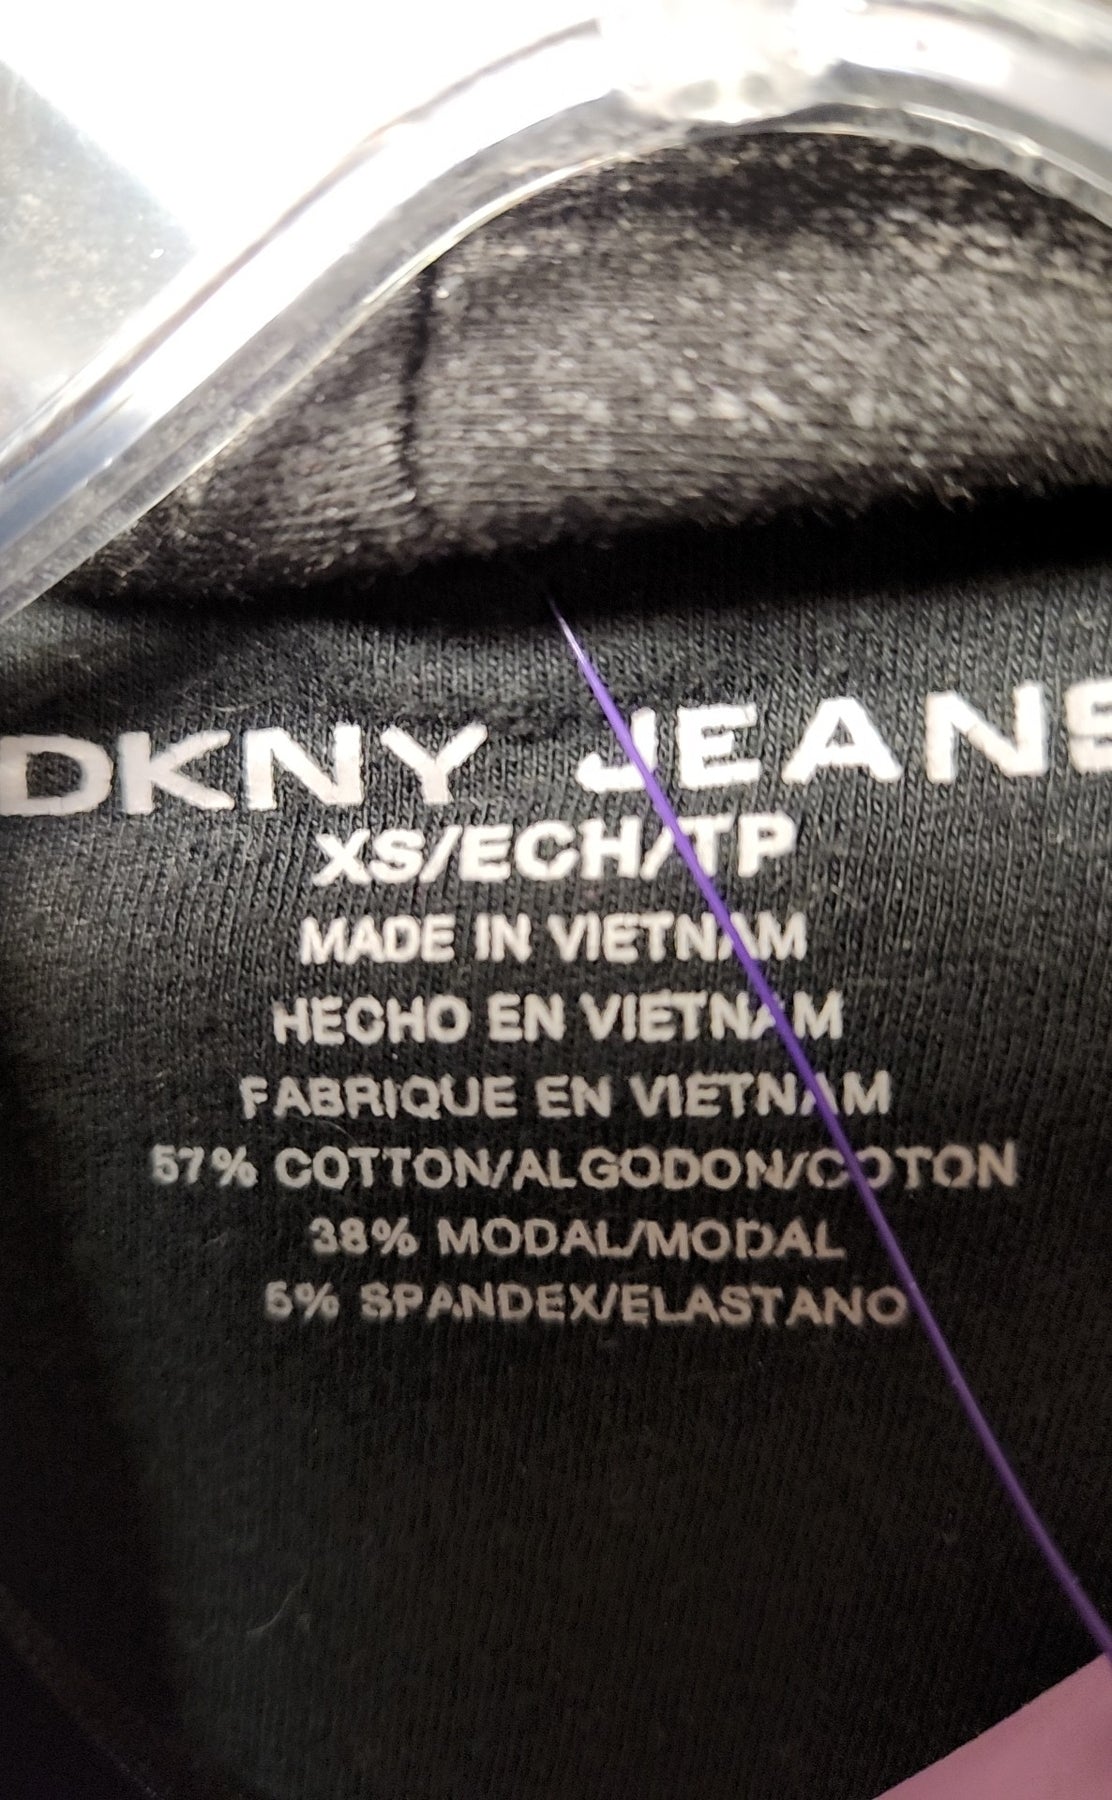 DKNY JEANS
XS/ECH/TP
MADE IN VIETNAM
HECHO EN VIETNAM
FABRIQUE EN VIETNAM
57% COTTON/ALGODON/COTON
38% MODAL/MODAL
5% SPANDEX/ELASTANO